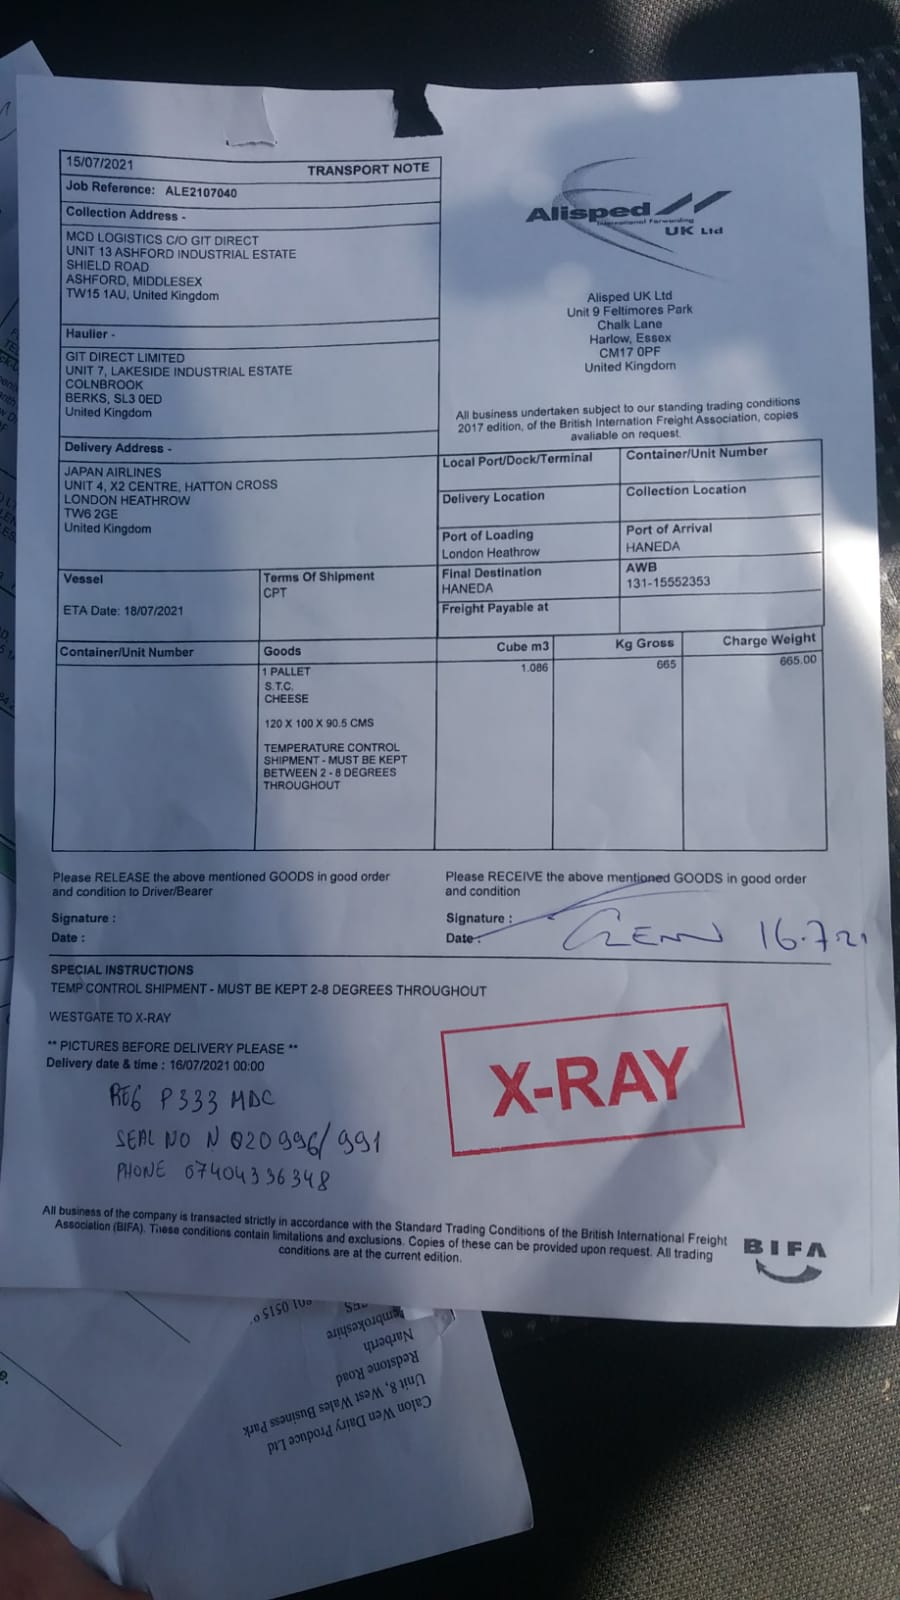 15/07/2021 TRANSPORT NOTE
Job Reference: ALE2107040
Collection Address -
MCD LOGISTICS C/O GIT DIRECT
UNIT 13 ASHFORD INDUSTRIAL ESTATE
SHIELD ROAD
ASHFORD, MIDDLESEX
TW15 1AU, United Kingdom
Haulier -
GIT DIRECT LIMITED
UNIT 7, LAKESIDE INDUSTRIAL ESTATE
COLNBROOK
BERKS, SL3 0ED
United Kingdom
Delivery Address -
JAPAN AIRLINES
UNIT 4, X2 CENTRE, HATTON CROSS
LONDON HEATHROW
TW6 2GE
United Kingdom
Alisped
International Forwarding
UK Ltd
Alisped UK Ltd
Unit 9 Feltimores Park
Chalk Lane
Harlow, Essex
CM17 0PF
United Kingdom
All business undertaken subject to our standing trading conditions
2017 edition, of the British Internation Freight Association, copies
avaliable on request.
Local Port/Dock/Terminal
Container/Unit Number
Delivery Location
Collection Location
Port of Loading
London Heathrow
Port of Arrival
HANEDA
Final Destination
HANEDA
AWB
131-15552353
Freight Payable at
Vessel
ETA Date: 18/07/2021
Terms Of Shipment
CPT
Container/Unit Number Goods Cube m3 Kg Gross Charge Weight
1 PALLET 1.086 665 665.00
S.T.C.
CHEESE
120 X 100 X 90.5 CMS
TEMPERATURE CONTROL
SHIPMENT - MUST BE KEPT
BETWEEN 2 - 8 DEGREES
THROUGHOUT
Please RELEASE the above mentioned GOODS in good order
and condition to Driver/Bearer
Signature :
Date :
Please RECEIVE the above mentioned GOODS in good order
and condition
Signature :
Date :
GLENN 16.7.21
SPECIAL INSTRUCTIONS
TEMP CONTROL SHIPMENT - MUST BE KEPT 2-8 DEGREES THROUGHOUT
WESTGATE TO X-RAY
** PICTURES BEFORE DELIVERY PLEASE **
Delivery date & time : 16/07/2021 00:00
X-RAY
REG P333 MDC
SEAL NO N 020996/991
PHONE 07404336348
All business of the company is transacted strictly in accordance with the Standard Trading Conditions of the British International Freight
Association (BIFA). These conditions contain limitations and exclusions. Copies of these can be provided upon request. All trading
conditions are at the current edition.
BIFA
Calon Wen Dairy Produce Ltd
Unit 8, West Wales Business Park
Redstone Road
Narberth